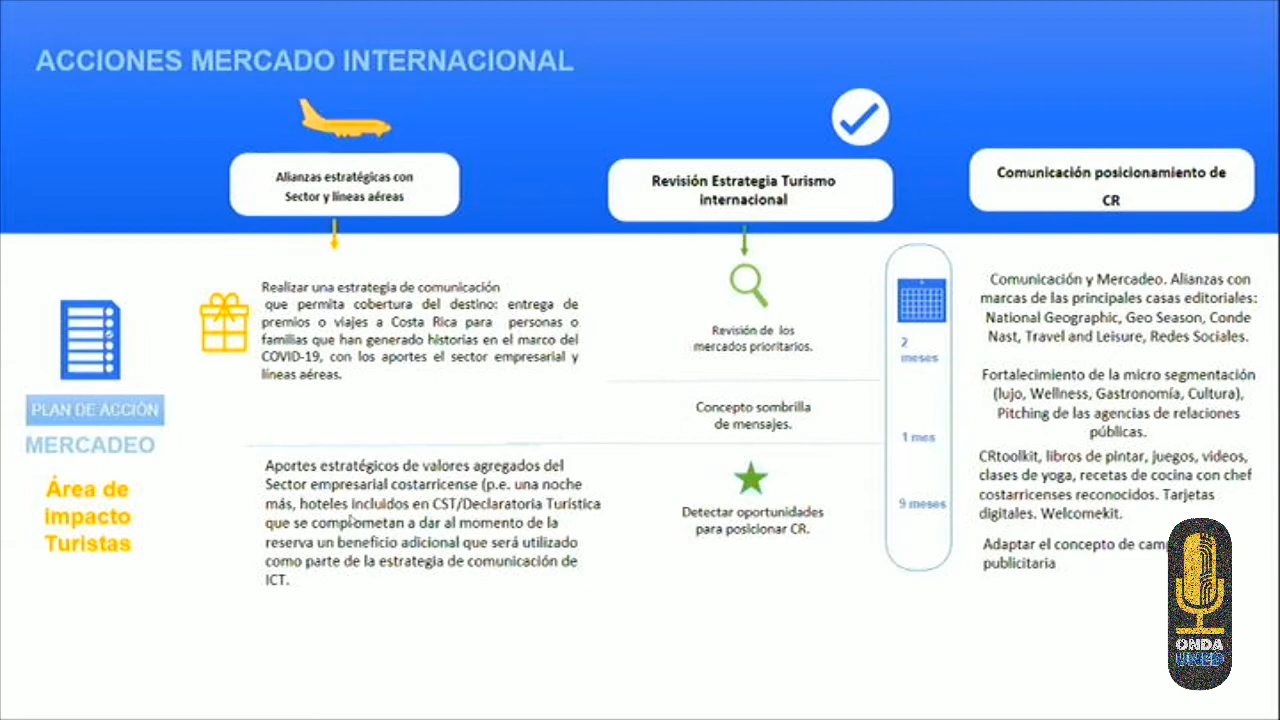 ACCIONES MERCADO INTERNACIONAL
Alianzas estratégicas con
Sector y líneas aéreas
Revisión Estrategia Turismo
internacional
Comunicación posicionamiento de
CR
PLAN DE ACCIÓN
MERCADEO
Área de
impacto
Turistas
Realizar una estrategia de comunicación
que permita cobertura del destino: entrega de
premios o viajes a Costa Rica para personas o
familias que han generado historias en el marco del
COVID-19, con los aportes el sector empresarial y
líneas aéreas.
Aportes estratégicos de valores agregados del
Sector empresarial costarricense (p.e. una noche
más, hoteles incluidos en CST/Declaratoria Turística
que se comprometan a dar al momento de la
reserva un beneficio adicional que será utilizado
como parte de la estrategia de comunicación de
ICT.
Revisión de los
mercados prioritarios.
Concepto sombrilla
de mensajes.
Detectar oportunidades
para posicionar CR.
2
meses
1 mes
9 meses
Comunicación y Mercadeo. Alianzas con
marcas de las principales casas editoriales:
National Geographic, Geo Season, Conde
Nast, Travel and Leisure, Redes Sociales.
Fortalecimiento de la micro segmentación
(lujo, Wellness, Gastronomía, Cultura),
Pitching de las agencias de relaciones
públicas.
CRtoolkit, libros de pintar, juegos, videos,
clases de yoga, recetas de cocina con chef
costarricenses reconocidos. Tarjetas
digitales. Welcomekit.
Adaptar el concepto de
publicitaria
ONDA
UNED